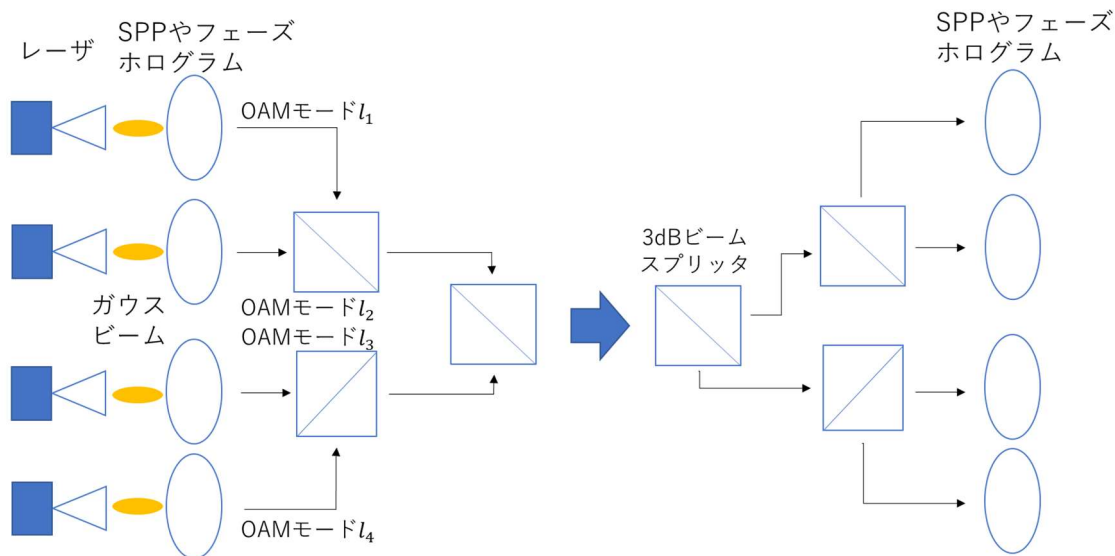 レーザ
SPPやフェーズ
ホログラム
OAMモードl₁
ガウス
ビーム
OAMモードl₂
OAMモードl₃
OAMモードl₄
3dBビーム
スプリッタ
SPPやフェーズ
ホログラム